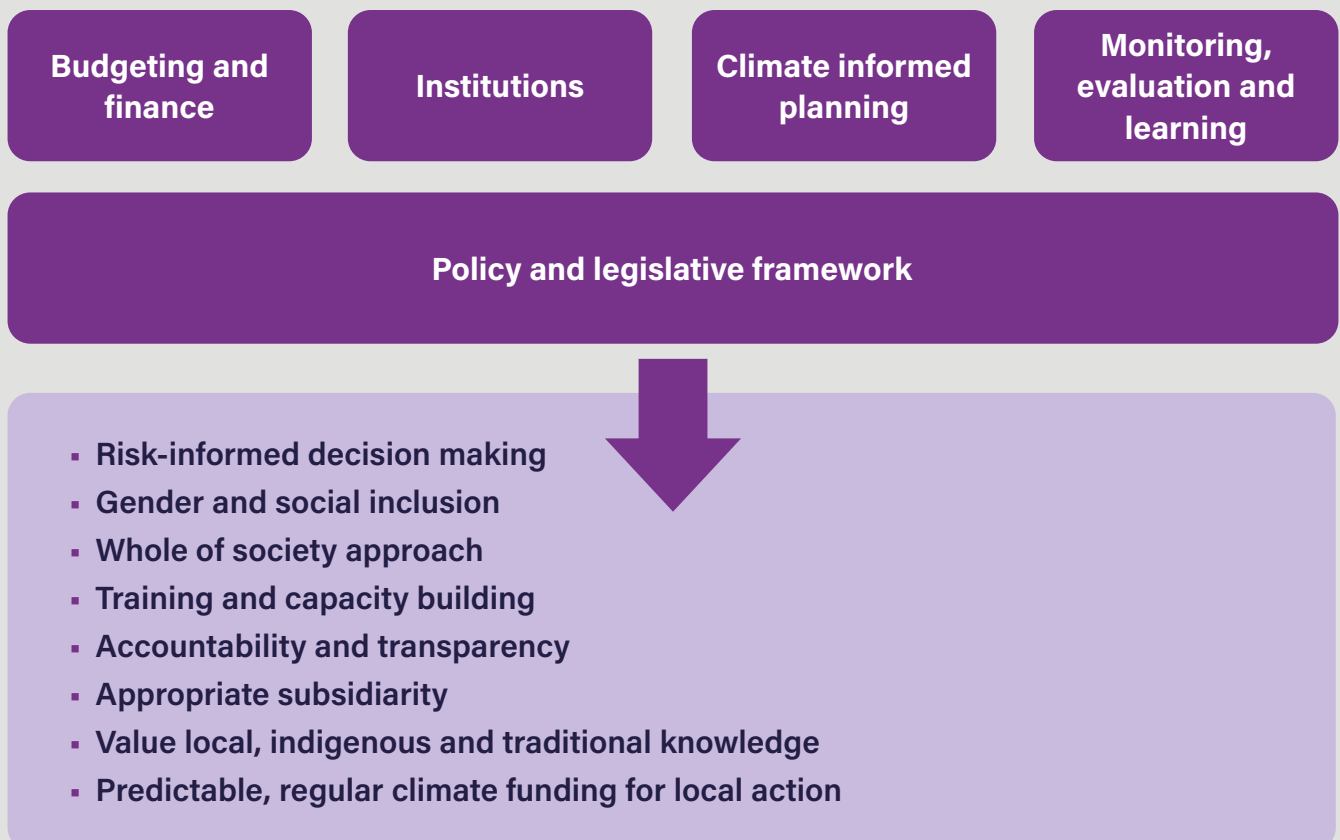 Budgeting and
finance
Institutions
Climate informed
planning
Monitoring,
evaluation and
learning
Policy and legislative framework
▪ Risk-informed decision making
▪ Gender and social inclusion
▪ Whole of society approach
▪ Training and capacity building
▪ Accountability and transparency
▪ Appropriate subsidiarity
▪ Value local, indigenous and traditional knowledge
▪ Predictable, regular climate funding for local action